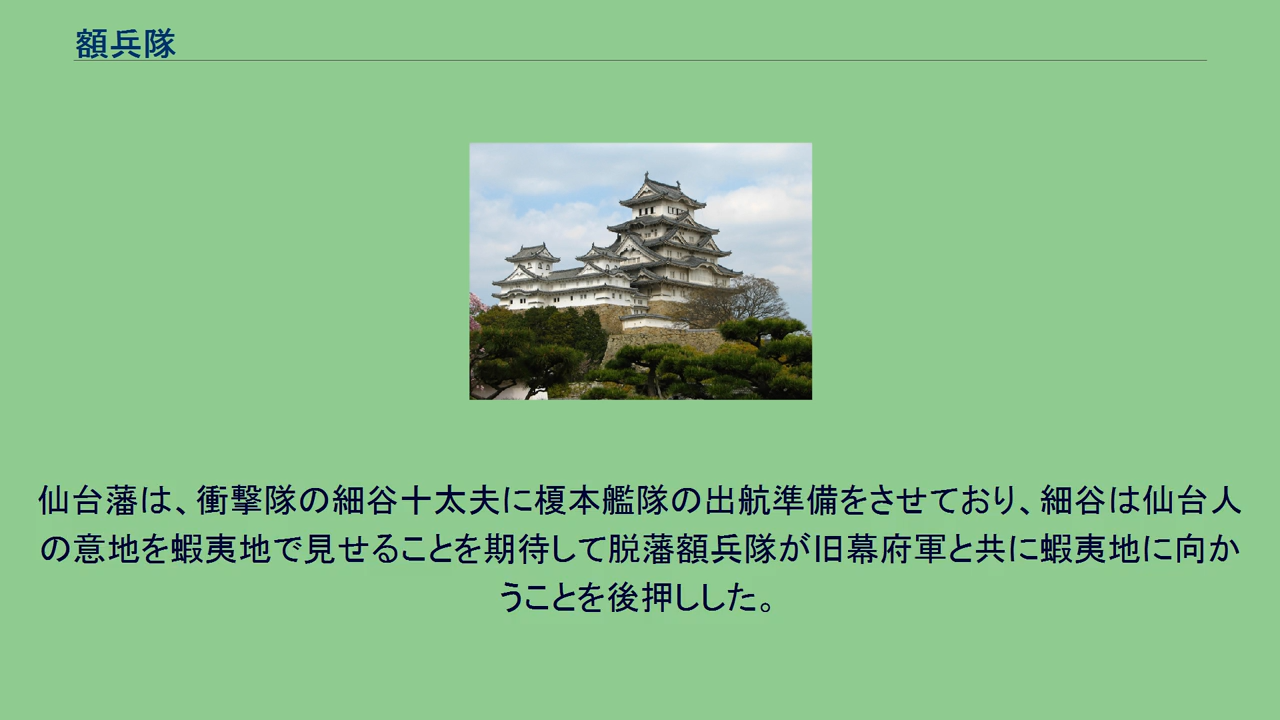 額兵隊
仙台藩は、衝撃隊の細谷十太夫に榎本艦隊の出航準備をさせており、細谷は仙台人
の意地を蝦夷地で見せることを期待して脱藩額兵隊が旧幕府軍と共に蝦夷地に向か
うことを後押しした。